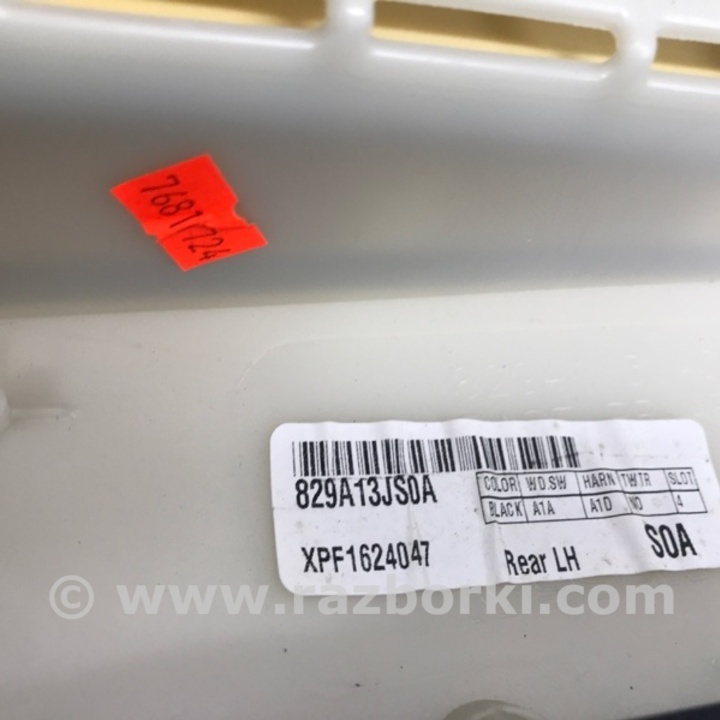 7681724
829A13JS0A
COLOR WD.SW HARN TWTR SLOT
BLACK A1A A1D NO 4
XPF1624047
Rear LH
S0A
© www.razborki.com